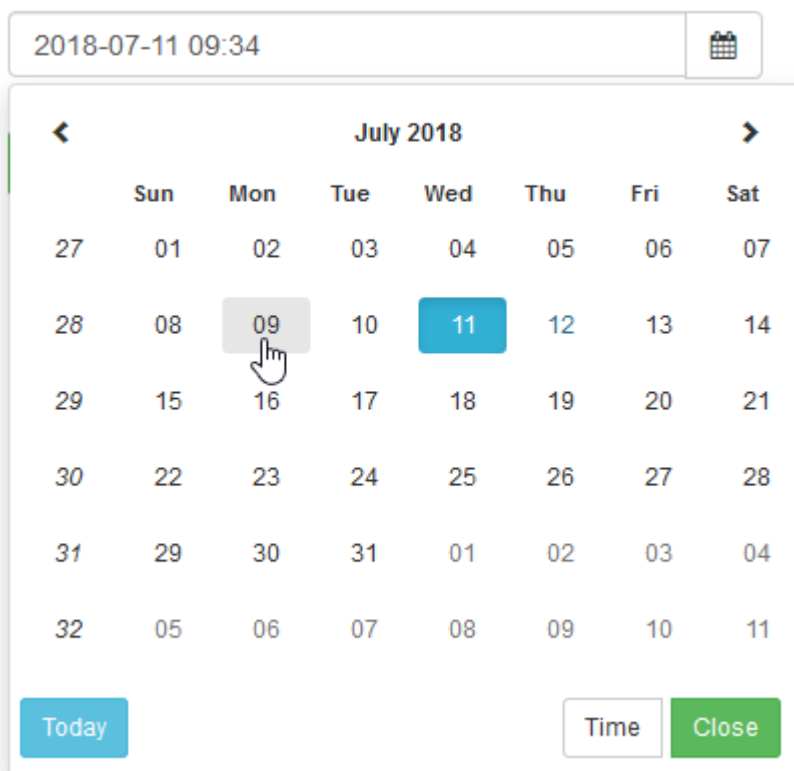 2018-07-11 09:34
July 2018
Sun Mon Tue Wed Thu Fri Sat
27 01 02 03 04 05 06 07
28 08 09 10 11 12 13 14
29 15 16 17 18 19 20 21
30 22 23 24 25 26 27 28
31 29 30 31 01 02 03 04
32 05 06 07 08 09 10 11
Today Time Close